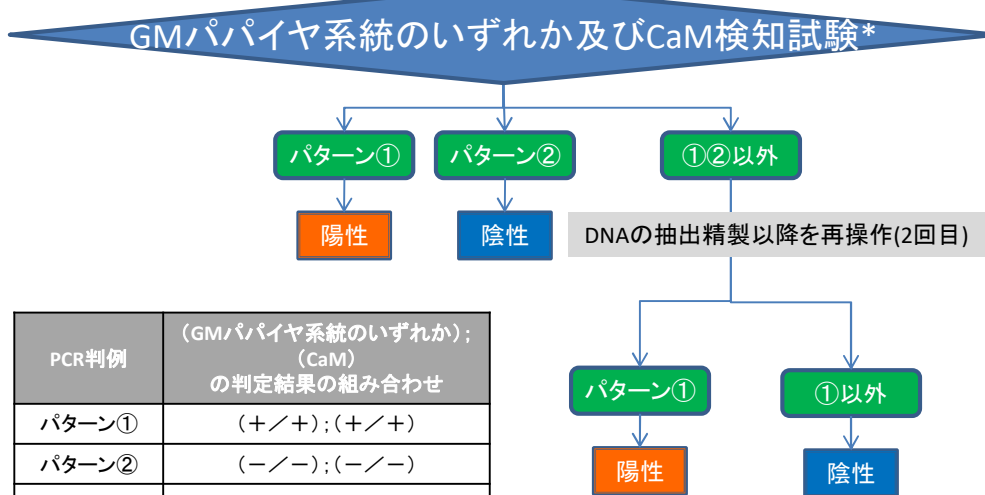 GMパパイヤ系統のいずれか及びCaM検知試験*
パターン①
パターン②
①②以外
陽性
陰性
DNAの抽出精製以降を再操作(2回目)
パターン①
①以外
陽性
陰性
PCR判例
(GMパパイヤ系統のいずれか);
(CaM)
の判定結果の組み合わせ
パターン①
(+/+);(+/+)
パターン②
(-/-);(-/-)